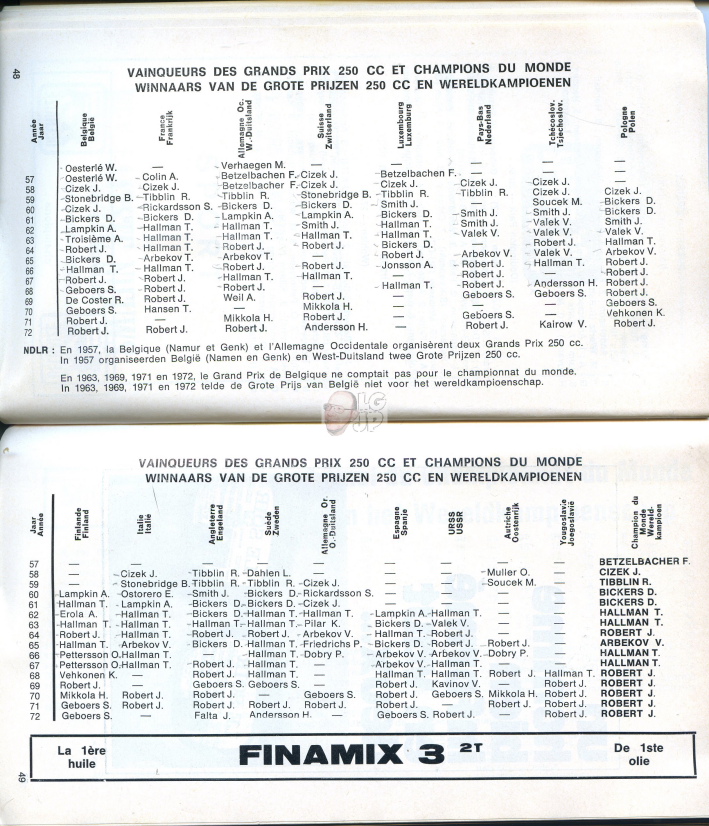 48
VAINQUEURS DES GRANDS PRIX 250 CC ET CHAMPIONS DU MONDE
WINNAARS VAN DE GROTE PRIJZEN 250 CC EN WERELDKAMPIOENEN
Année Jaar Belgique België France Frankrijk Allemagne Oc. W.-Duitsland Suisse Zwitserland Luxembourg Luxemburg Pays-Bas Nederland Tchécoslov. Tsjechoslov. Pologne Polen
Oesterlé W. — Verhaegen M. — — — — —
57 Oesterlé W. Colin A. Betzelbachen F. Cizek J. Betzelbachen F. — — —
58 Cizek J. Cizek J. Betzelbacher F. Cizek J. Cizek J. Cizek J. Cizek J. —
59 Stonebridge B. Tibblin R. Tibblin R. Stonebridge B. Tibblin R. Tibblin R. Cizek J. Cizek J.
60 Cizek J. Rickardsson S. Bickers D. Bickers D. Smith J. — Soucek M. Bickers D.
61 Bickers D. Bickers D. Lampkin A. Lampkin A. Bickers D. Smith J. Smith J. Bickers D.
62 Lampkin A. Hallman T. Hallman T. Smith J. Hallman T. Smith J. Valek V. Smith J.
63 Troisième A. Hallman T. Hallman T. Hallman T. Hallman T. Valek V. Valek V. Valek V.
64 Robert J. Hallman T. Robert J. Robert J. Bickers D. — Robert J. Hallman T.
65 Bickers D. Arbekov T. Arbekov T. — Robert J. Arbekov V. Valek V. Arbekov V.
66 Hallman T. Hallman T. Robert J. Robert J. Jonsson A. Robert J. Hallman T. Robert J.
67 Robert J. Robert J. Hallman T. Hallman T. — Robert J. — Robert J.
68 Geboers S. Robert J. Robert J. — Hallman T. — Andersson H. Robert J.
69 De Coster R. Robert J. Weil A. Robert J. — Geboers S. Geboers S. Robert J.
70 Geboers S. Hansen T. — Mikkola H. — — — Geboers S.
71 Robert J. — Mikkola H. — — Geboers S. — Vehkonen K.
72 Robert J. Robert J. Robert J. Andersson H. — Robert J. Kairow V. Robert J.
NDLR : En 1957, la Belgique (Namur et Genk) et l'Allemagne Occidentale organisèrent deux Grands Prix 250 cc.
In 1957 organiseerden België (Namen en Genk) en West-Duitsland twee Grote Prijzen 250 cc.
En 1963, 1969, 1971 et 1972, le Grand Prix de Belgique ne comptait pas pour le championnat du monde.
In 1963, 1969, 1971 en 1972 telde de Grote Prijs van België niet voor het wereldkampioenschap.
LG
JP
VAINQUEURS DES GRANDS PRIX 250 CC ET CHAMPIONS DU MONDE
WINNAARS VAN DE GROTE PRIJZEN 250 CC EN WERELDKAMPIOENEN
Jaar Année Finlande Finland Italie Italie Angleterre Engeland Suède Zweden Allemagne Or. O.-Duitsland Espagne Spanje URSS USSR Autriche Oostenrijk Yougoslavie Joegoslavie Champion du Monde Wereld-kampioen
57 — — — — — — — — — BETZELBACHER F.
58 — Cizek J. Tibblin R. Dahlen L. — — — Muller O. — CIZEK J.
59 — Stonebridge B. Tibblin R. Tibblin R. Cizek J. — — Soucek M. — TIBBLIN R.
60 Lampkin A. Ostorero E. Smith J. Bickers D. Rickardsson S. — — — — BICKERS D.
61 Hallman T. Lampkin A. Bickers D. Bickers D. Cizek J. — — — — BICKERS D.
62 Erola A. Hallman T. Bickers D. Hallman T. Hallman T. Lampkin A. Hallman T. — — HALLMAN T.
63 Hallman T. Hallman T. Hallman T. Hallman T. Pilar K. Bickers D. Valek V. — — HALLMAN T.
64 Robert J. Hallman T. Robert J. Robert J. Arbekov V. Hallman T. Robert J. — — ROBERT J.
65 Hallman T. Arbekov V. Bickers D. Hallman T. Friedrichs P. Bickers D. Robert J. Robert J. — ARBEKOV V.
66 Pettersson O. Hallman T. — Hallman T. Dobry P. Arbekov V. Arbekov V. Dobry P. — HALLMAN T.
67 Pettersson O. Hallman T. Robert J. Hallman T. — Arbekov V. Hallman T. — — HALLMAN T.
68 Vehkonen K. — Robert J. Hallman T. — Hallman T. Hallman T. Robert J. Hallman T. ROBERT J.
69 Robert J. — Geboers S. Geboers S. — Robert J. Kavinov V. — Robert J. ROBERT J.
70 Mikkola H. Robert J. Robert J. — Geboers S. Robert J. Geboers S. Mikkola H. Robert J. ROBERT J.
71 Geboers S. Robert J. Robert J. Robert J. Robert J. Robert J. Robert J. Lampkin A. Robert J. ROBERT J.
72 Geboers S. — Falta J. Andersson H. — Geboers S. Robert J. Robert J. Robert J. ROBERT J.
La 1ère huile
FINAMIX 3 2T
De 1ste olie
49